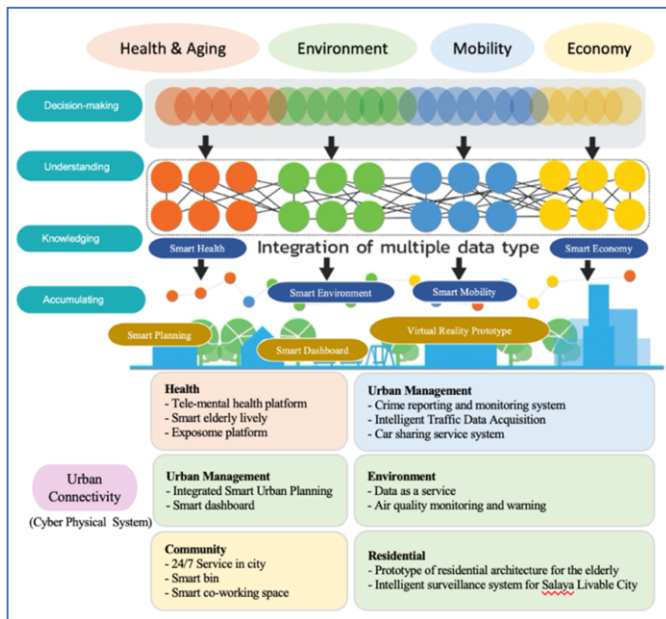 Health & Aging
Environment
Mobility
Economy
Decision-making
Understanding
Knowledging
Smart Health
Integration of multiple data type
Smart Economy
Accumulating
Smart Environment
Smart Mobility
Smart Planning
Smart Dashboard
Virtual Reality Prototype
Health
- Tele-mental health platform
- Smart elderly lively
- Exposome platform
Urban Management
- Crime reporting and monitoring system
- Intelligent Traffic Data Acquisition
- Car sharing service system
Urban
Connectivity
(Cyber Physical System)
Urban Management
- Integrated Smart Urban Planning
- Smart dashboard
Environment
- Data as a service
- Air quality monitoring and warning
Community
- 24/7 Service in city
- Smart bin
- Smart co-working space
Residential
- Prototype of residential architecture for the elderly
- Intelligent surveillance system for Salaya Livable City